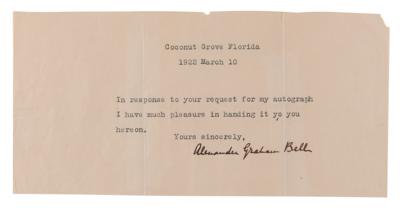 Coconut Grove Florida
1922 March 10
In response to your request for my autograph
I have much pleasure in handing it yo you
hereon.
Yours sincerely,
Alexander Graham Bell